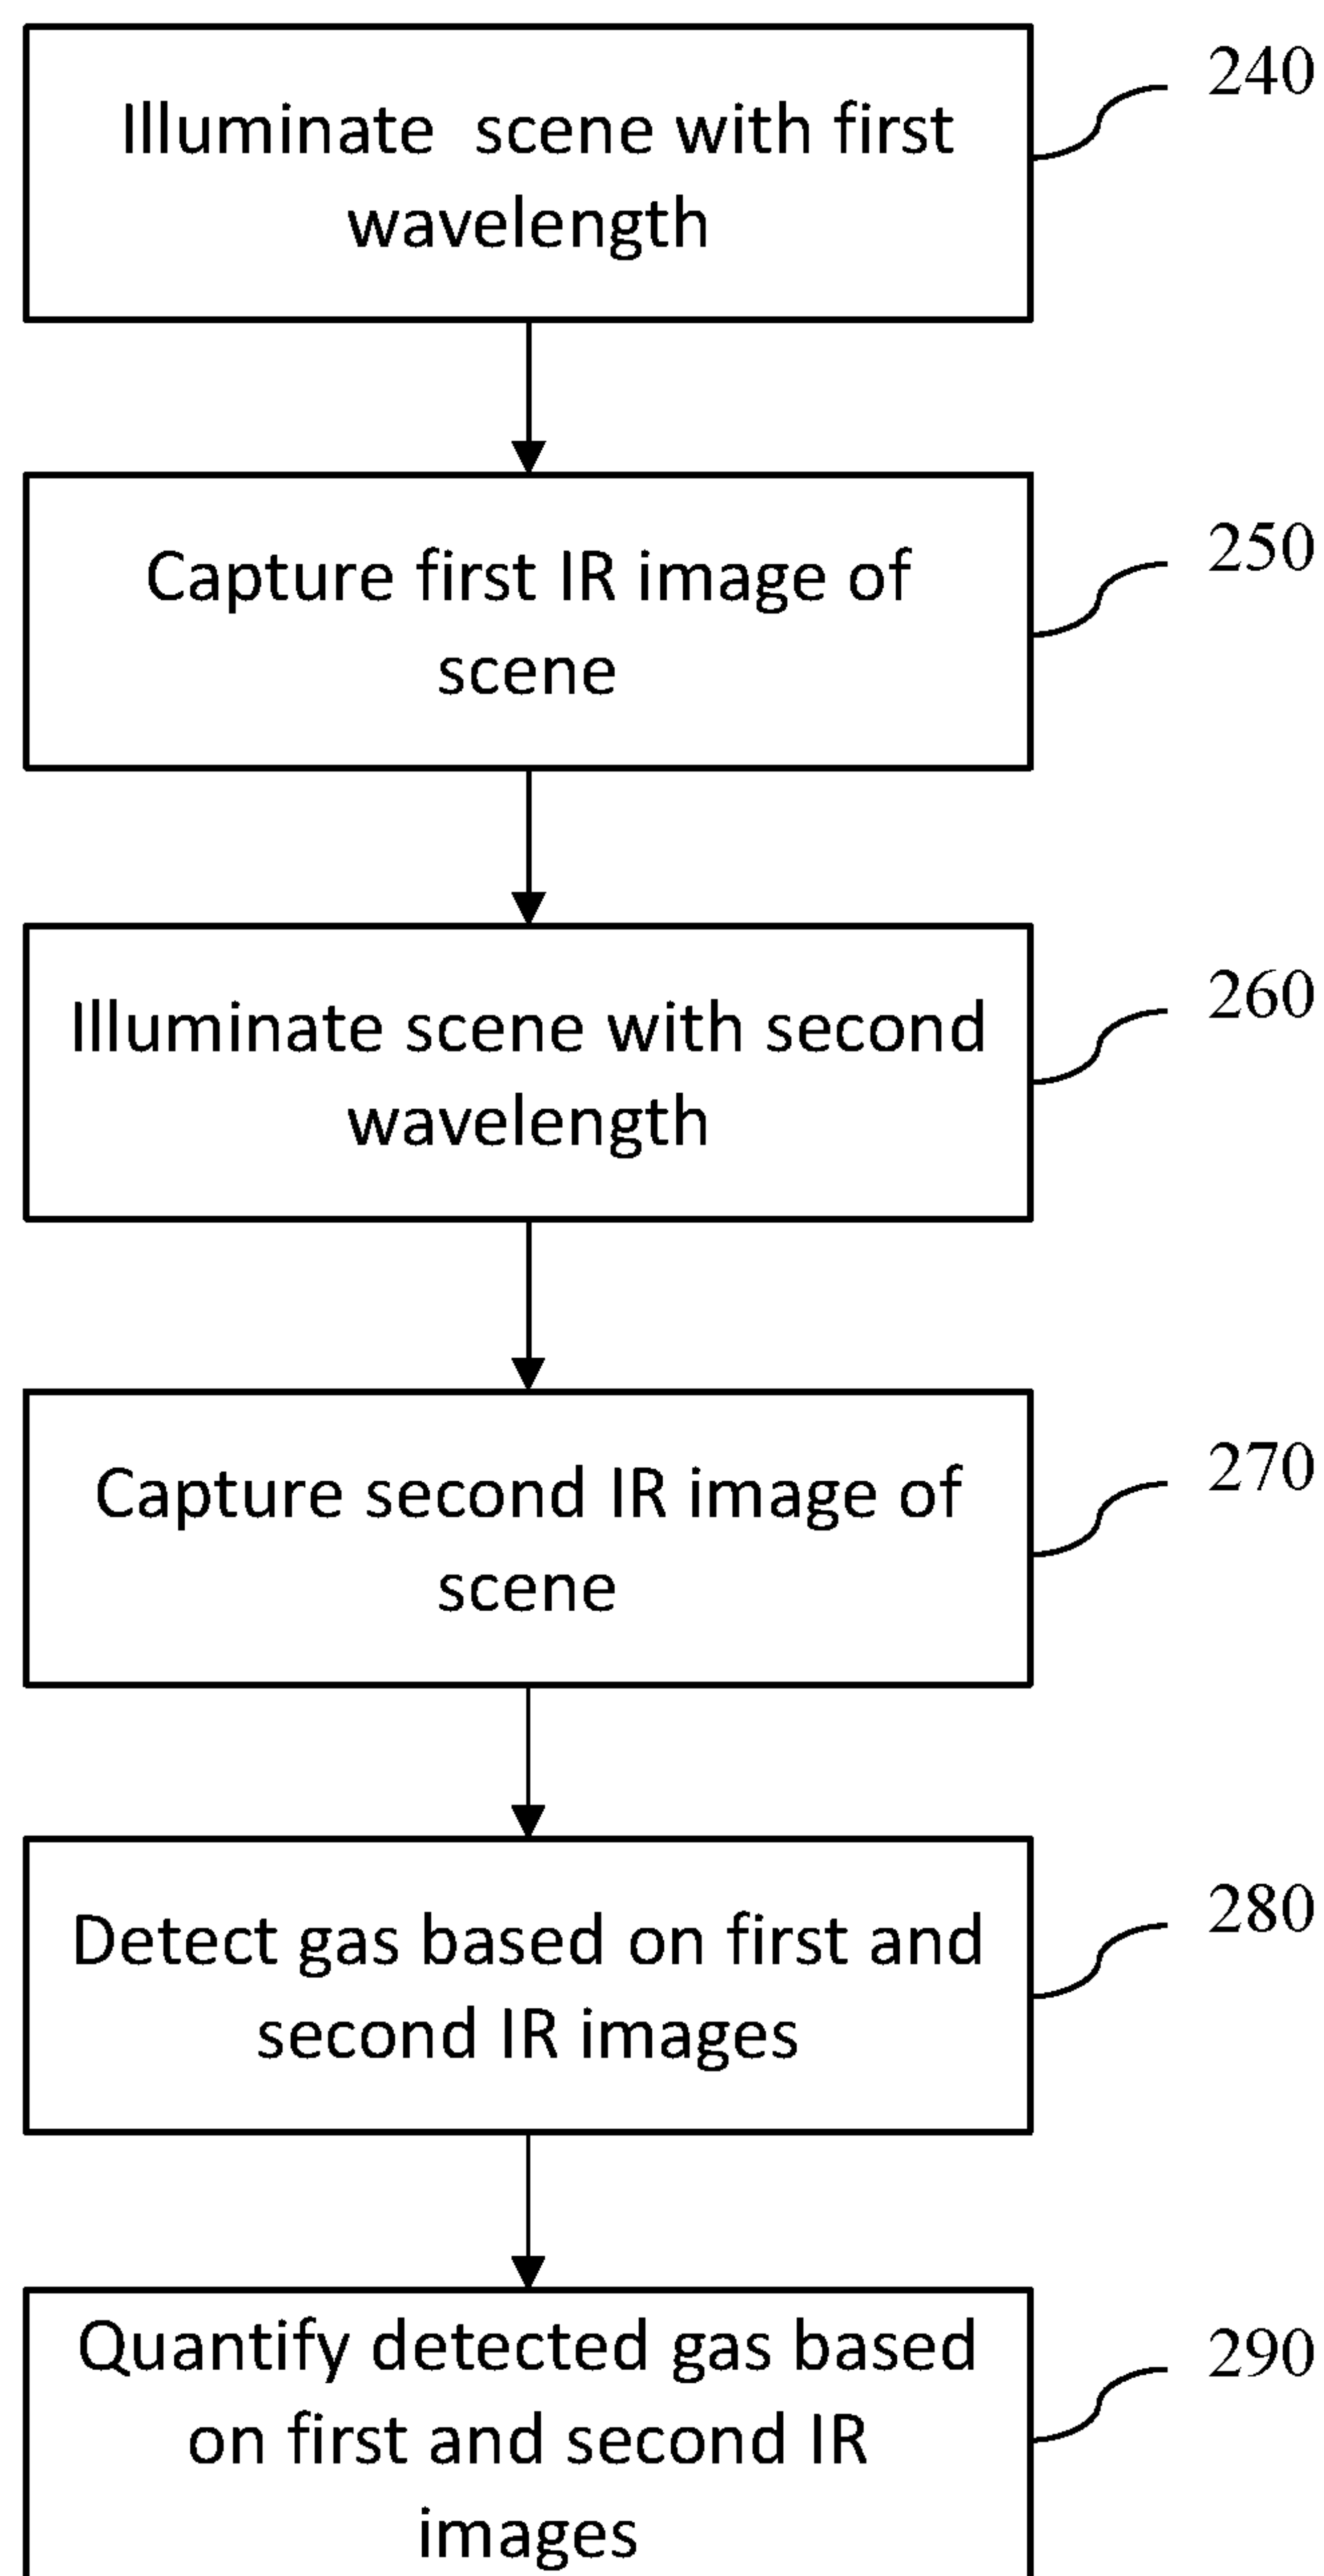 Illuminate  scene with first
wavelength
240
Capture first IR image of
scene
250
Illuminate scene with second
wavelength
260
Capture second IR image of
scene
270
Detect gas based on first and
second IR images
280
Quantify detected gas based
on first and second IR
images
290